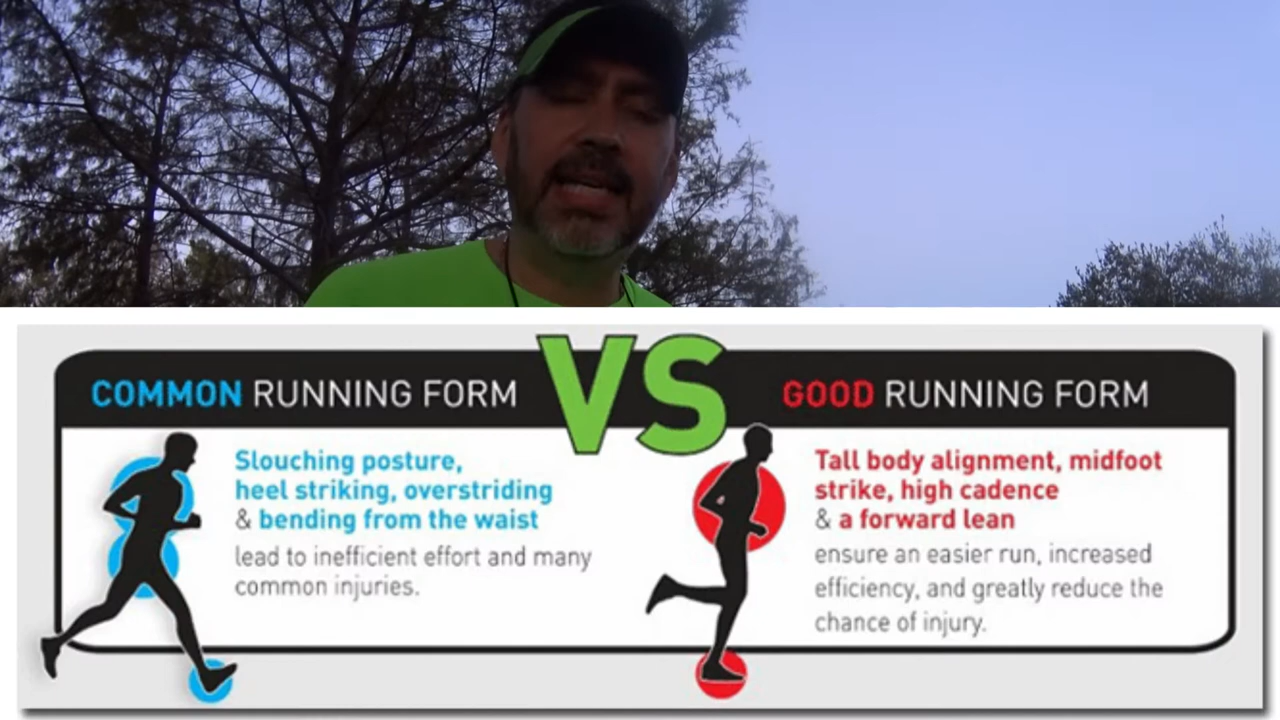 VS
COMMON RUNNING FORM
Slouching posture,
heel striking, overstriding
& bending from the waist
lead to inefficient effort and many
common injuries.
GOOD RUNNING FORM
Tall body alignment, midfoot
strike, high cadence
& a forward lean
ensure an easier run, increased
efficiency, and greatly reduce the
chance of injury.